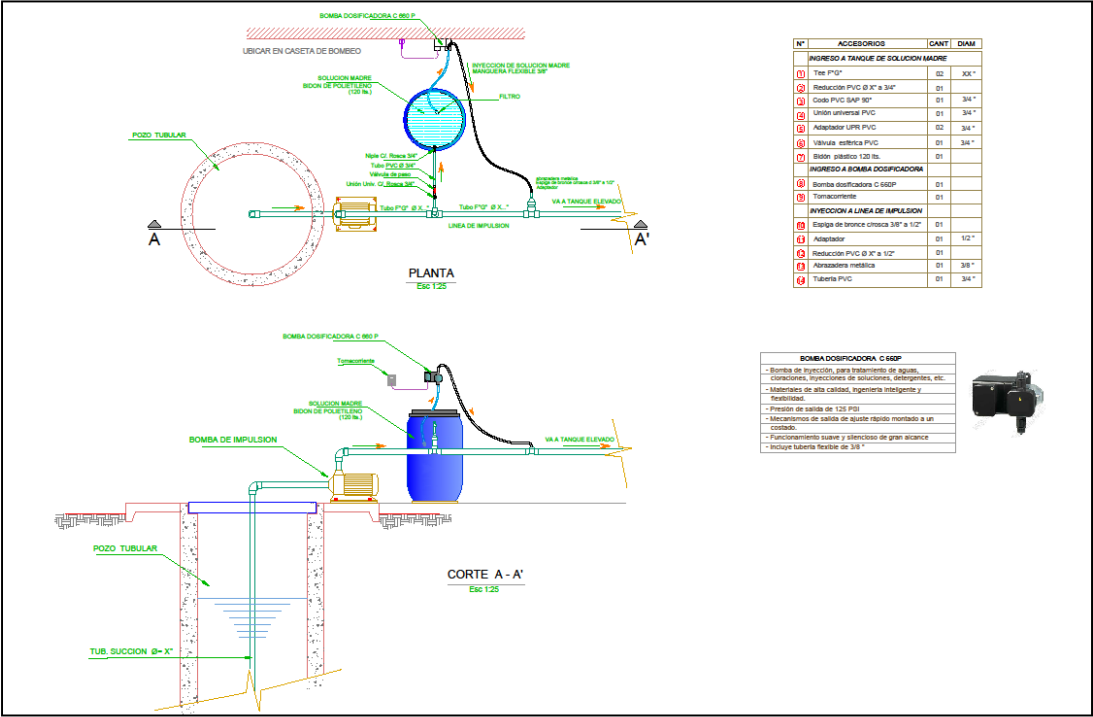 BOMBA DOSIFICADORA C 660 P
UBICAR EN CASETA DE BOMBEO
INYECCION DE SOLUCION MADRE
MANGUERA FLEXIBLE 3/8"
SOLUCION MADRE
BIDON DE POLIETILENO
(120 lts.)
FILTRO
POZO TUBULAR
Niple C/. Rosca 3/4"
Tubo PVC Ø 3/4"
Válvula de paso
Unión Univ. C/. Rosca 3/4"
abrazadera metalica
espiga de bronce c/rosca 3/8" a 1/2"
Adaptador
VA A TANQUE ELEVADO
Tubo F°G° Ø X..."
Tubo F°G° Ø X..."
LINEA DE IMPULSION
A
A'
PLANTA
Esc 1:25
N° ACCESORIOS CANT DIAM
INGRESO A TANQUE DE SOLUCION MADRE
1 Tee F°G° 02 XX "
2 Reducción PVC Ø X" a 3/4" 01
3 Codo PVC SAP 90° 01 3/4 "
4 Unión universal PVC 01 3/4 "
5 Adaptador UPR PVC 02 3/4 "
6 Válvula esférica PVC 01 3/4 "
7 Bidón plástico 120 lts. 01
INGRESO A BOMBA DOSIFICADORA
8 Bomba dosificadora C 660P 01
9 Tomacorriente 01
INYECCION A LINEA DE IMPULSION
10 Espiga de bronce c/rosca 3/8" a 1/2" 01
11 Adaptador 01 1/2 "
12 Reducción PVC Ø X" a 1/2" 01
13 Abrazadera metálica 01 3/8 "
14 Tubería PVC 01 3/4 "
BOMBA DOSIFICADORA C 660 P
Tomacorriente
SOLUCION MADRE
BIDON DE POLIETILENO
(120 lts.)
BOMBA DE IMPULSION
VA A TANQUE ELEVADO
POZO TUBULAR
TUB. SUCCION Ø= X"
CORTE A - A'
Esc 1:25
BOMBA DOSIFICADORA C 660P
- Bomba de inyección, para tratamiento de aguas,
cloraciones, inyecciones de soluciones, detergentes, etc.
- Materiales de alta calidad, ingeniería inteligente y
flexibilidad.
- Presión de salida de 125 PSI
- Mecanismos de salida de ajuste rápido montado a un
costado.
- Funcionamiento suave y silencioso de gran alcance
- Incluye tubería flexible de 3/8 "